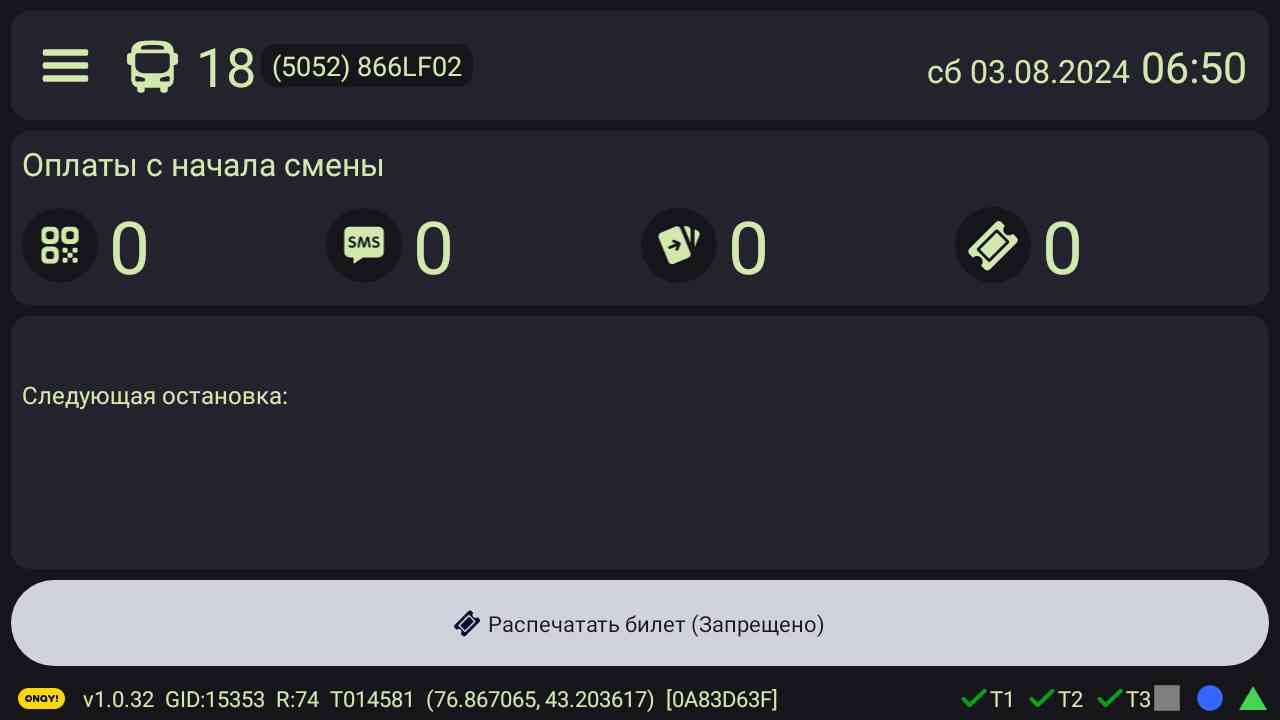 18 (5052) 866LF02 сб 03.08.2024 06:50
Оплаты с начала смены
0 SMS 0 0 0
Следующая остановка:
Распечатать билет (Запрещено)
ONAY! v1.0.32 GID:15353 R:74 T014581 (76.867065, 43.203617) [0A83D63F] T1 T2 T3